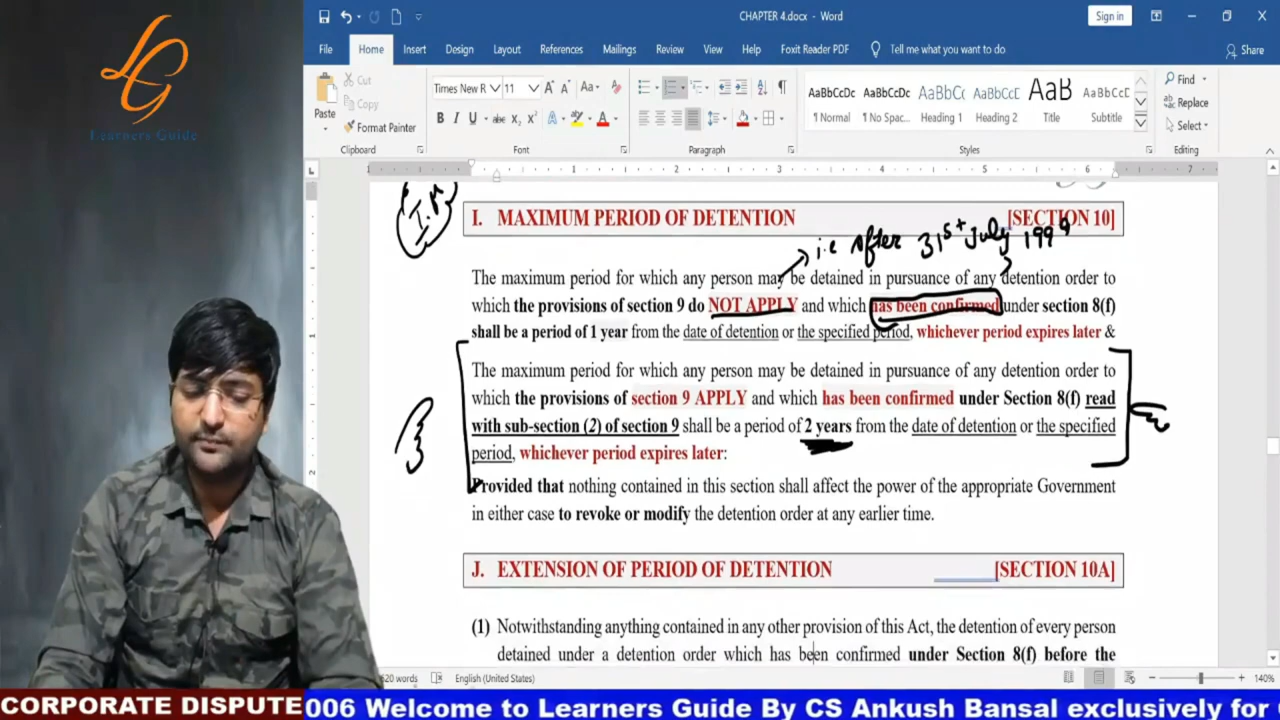 LG
Learners Guide
CHAPTER 4.docx - Word
Sign in
File Home Insert Design Layout References Mailings Review View Help Foxit Reader PDF Tell me what you want to do Share
Paste
Cut
Copy
Format Painter
Clipboard
Times New R 11
Font
Paragraph
AaBbCcDc AaBbCcDc AaBbCc AaBbCcD AaB AaBbCcD
¶ Normal ¶ No Spac... Heading 1 Heading 2 Title Subtitle
Styles
Find
Replace
Select
Editing
I. MAXIMUM PERIOD OF DETENTION [SECTION 10]
i.e After 31st July 1999
The maximum period for which any person may be detained in pursuance of any detention order to
which the provisions of section 9 do NOT APPLY and which has been confirmed under section 8(f)
shall be a period of 1 year from the date of detention or the specified period, whichever period expires later &
The maximum period for which any person may be detained in pursuance of any detention order to
which the provisions of section 9 APPLY and which has been confirmed under Section 8(f) read
with sub-section (2) of section 9 shall be a period of 2 years from the date of detention or the specified
period, whichever period expires later:
Provided that nothing contained in this section shall affect the power of the appropriate Government
in either case to revoke or modify the detention order at any earlier time.
J. EXTENSION OF PERIOD OF DETENTION [SECTION 10A]
(1) Notwithstanding anything contained in any other provision of this Act, the detention of every person
detained under a detention order which has been confirmed under Section 8(f) before the
620 words English (United States) 140%
CORPORATE DISPUTE 006 Welcome to Learners Guide By CS Ankush Bansal exclusively for